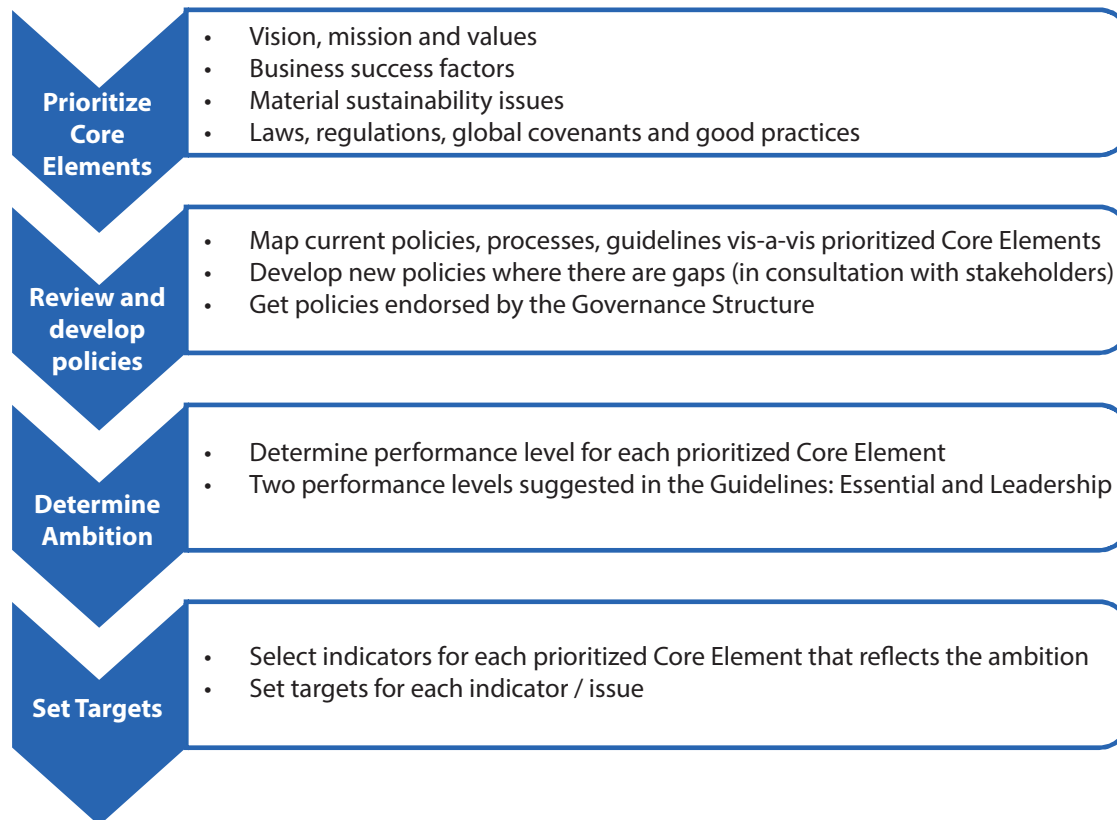 Prioritize
Core
Elements
• Vision, mission and values
• Business success factors
• Material sustainability issues
• Laws, regulations, global covenants and good practices
Review and
develop
policies
• Map current policies, processes, guidelines vis-a-vis prioritized Core Elements
• Develop new policies where there are gaps (in consultation with stakeholders)
• Get policies endorsed by the Governance Structure
Determine
Ambition
• Determine performance level for each prioritized Core Element
• Two performance levels suggested in the Guidelines: Essential and Leadership
Set Targets
• Select indicators for each prioritized Core Element that reflects the ambition
• Set targets for each indicator / issue